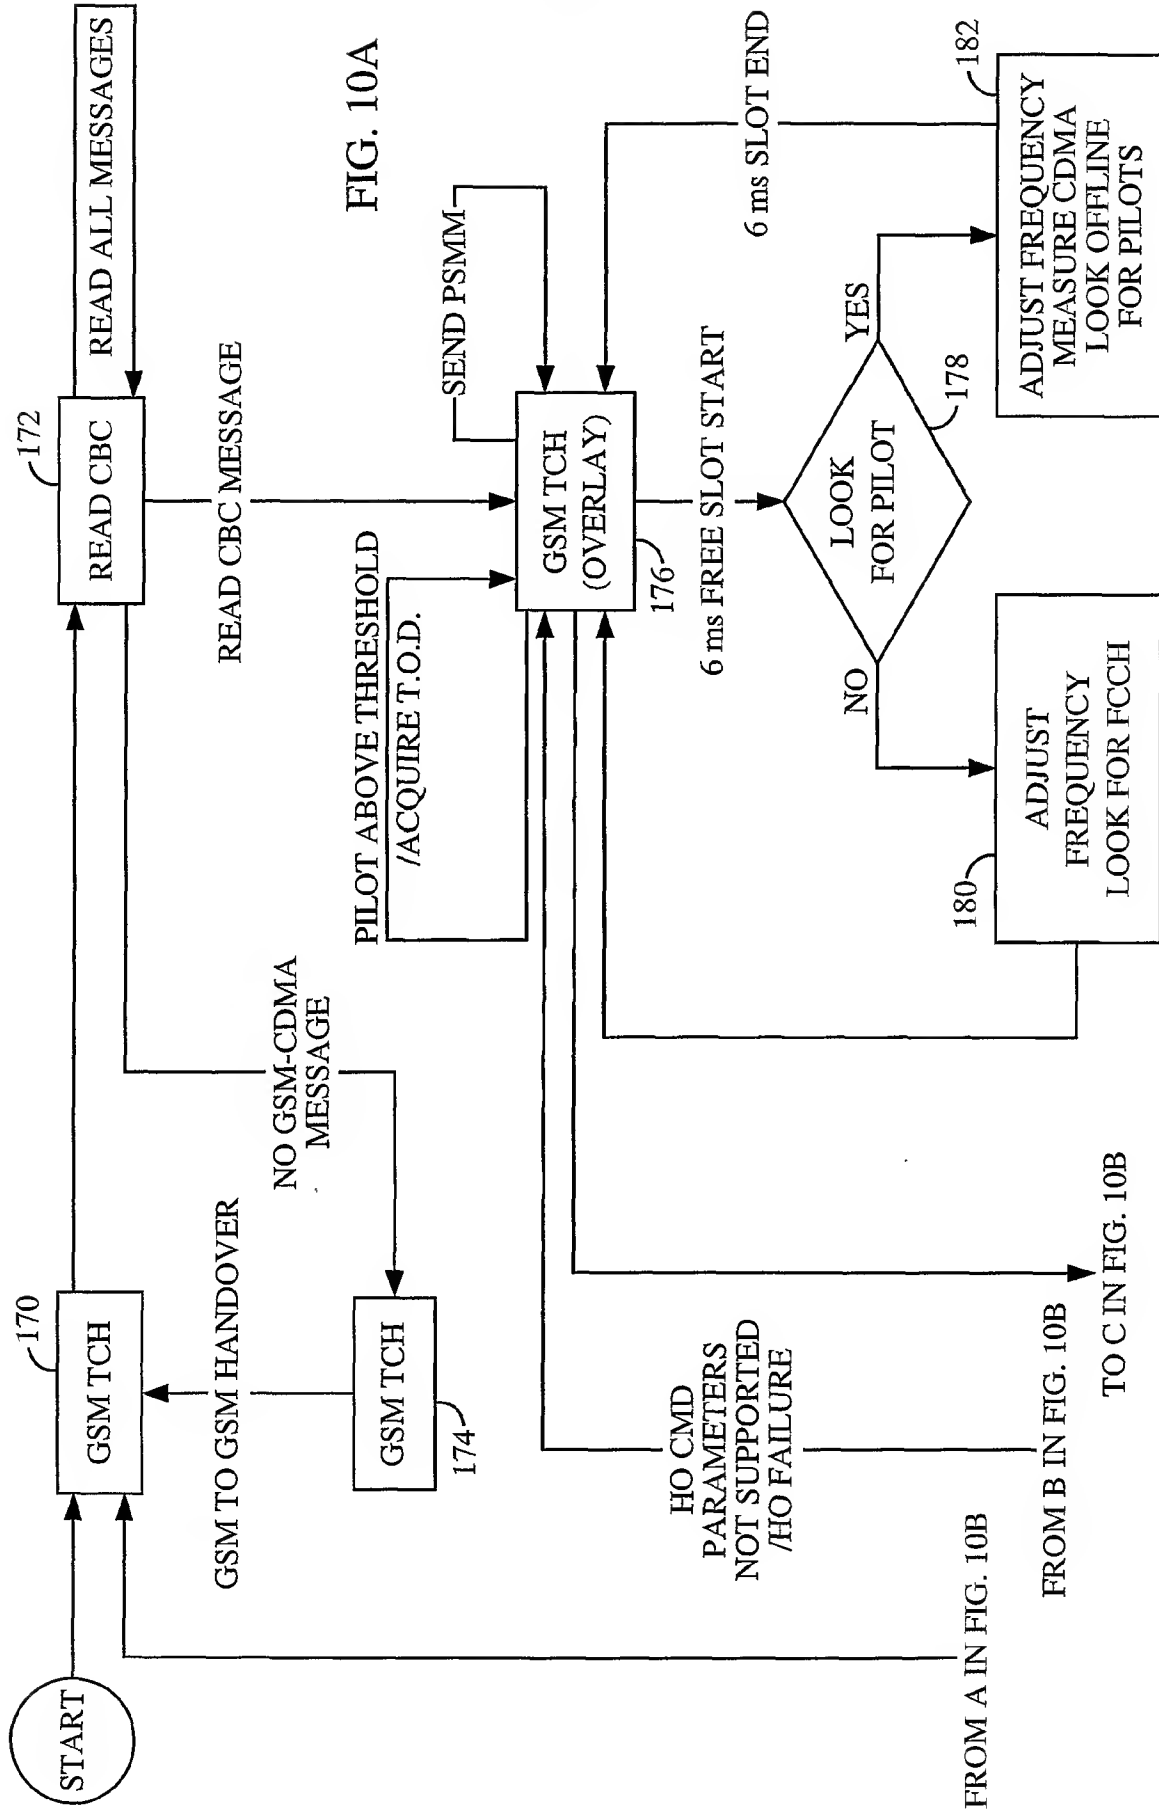 START
170
GSM TCH
172
READ CBC
READ ALL MESSAGES
GSM TO GSM HANDOVER
NO GSM-CDMA
MESSAGE
READ CBC MESSAGE
GSM TCH
174
PILOT ABOVE THRESHOLD
/ACQUIRE T.O.D.
SEND PSMM
FIG. 10A
GSM TCH
(OVERLAY)
176
HO CMD
PARAMETERS
NOT SUPPORTED
/HO FAILURE
6 ms FREE SLOT START
6 ms SLOT END
NO
LOOK
FOR PILOT
YES
178
180
ADJUST
FREQUENCY
LOOK FOR FCCH
182
ADJUST FREQUENCY
MEASURE CDMA
LOOK OFFLINE
FOR PILOTS
FROM A IN FIG. 10B
FROM B IN FIG. 10B
TO C IN FIG. 10B